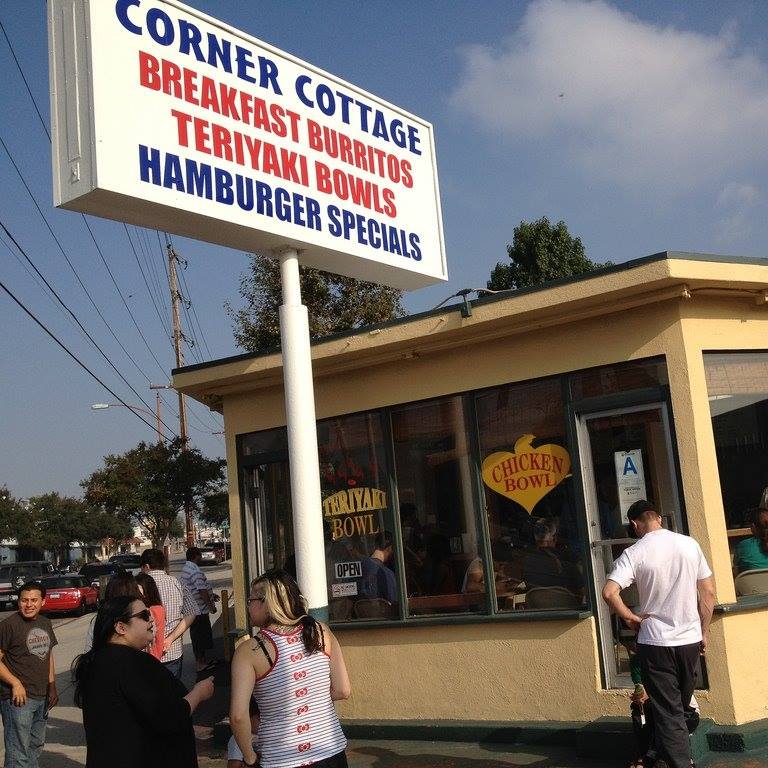 CORNER COTTAGE
BREAKFAST BURRITOS
TERIYAKI BOWLS
HAMBURGER SPECIALS
TERIYAKI
BOWL
CHICKEN
BOWL
A
OPEN